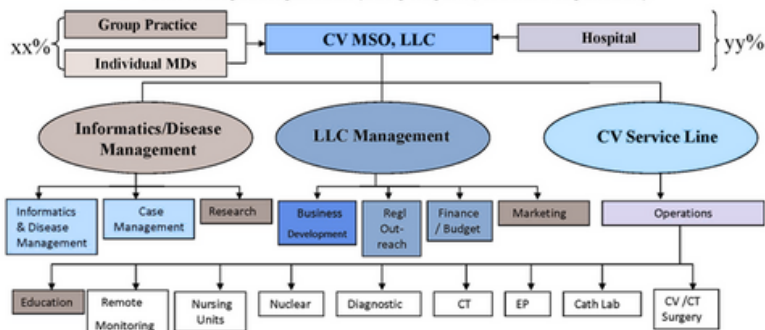 Group Practice
CV MSO, LLC
Hospital
xx%
yy%
Individual MDs
Informatics/Disease
Management
LLC Management
CV Service Line
Informatics
& Disease
Management
Case
Management
Research
Business
Development
Regl
Out-
reach
Finance
/ Budget
Marketing
Operations
Education
Remote
Monitoring
Nursing
Units
Nuclear
Diagnostic
CT
EP
Cath Lab
CV /CT
Surgery